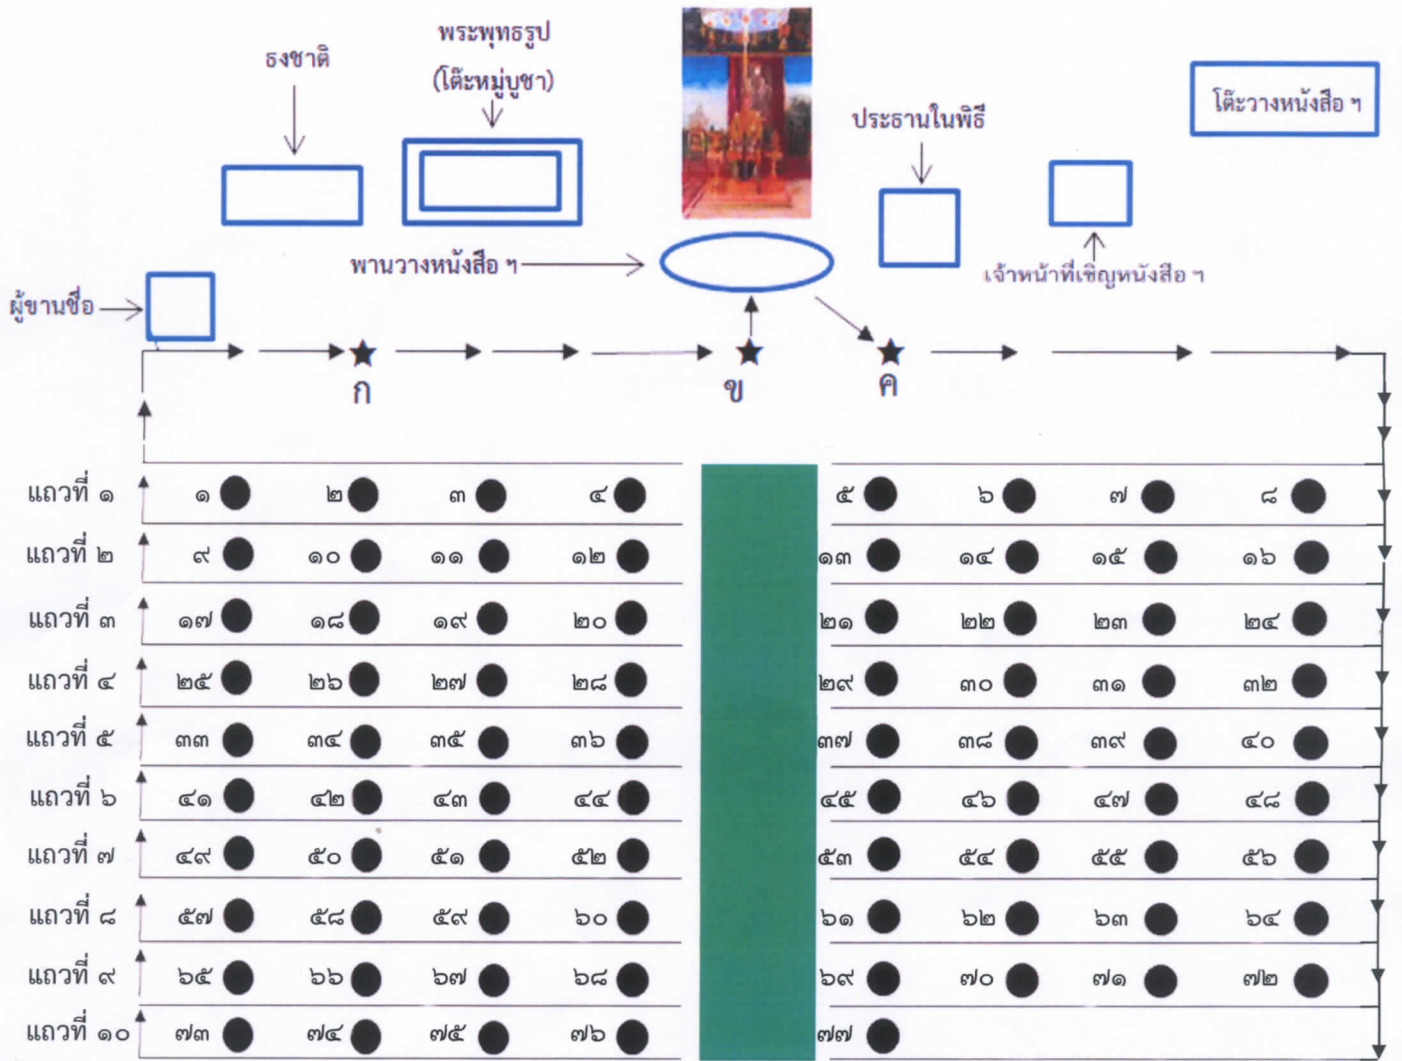 พระพุทธรูป
(โต๊ะหมู่บูชา)
ธงชาติ
โต๊ะวางหนังสือ ฯ
ประธานในพิธี
พานวางหนังสือ ฯ
เจ้าหน้าที่เชิญหนังสือ ฯ
ผู้ขานชื่อ
ก ข ค
แถวที่ ๑ ๑ ๒ ๓ ๔ ๕ ๖ ๗ ๘
แถวที่ ๒ ๙ ๑๐ ๑๑ ๑๒ ๑๓ ๑๔ ๑๕ ๑๖
แถวที่ ๓ ๑๗ ๑๘ ๑๙ ๒๐ ๒๑ ๒๒ ๒๓ ๒๔
แถวที่ ๔ ๒๕ ๒๖ ๒๗ ๒๘ ๒๙ ๓๐ ๓๑ ๓๒
แถวที่ ๕ ๓๓ ๓๔ ๓๕ ๓๖ ๓๗ ๓๘ ๓๙ ๔๐
แถวที่ ๖ ๔๑ ๔๒ ๔๓ ๔๔ ๔๕ ๔๖ ๔๗ ๔๘
แถวที่ ๗ ๔๙ ๕๐ ๕๑ ๕๒ ๕๓ ๕๔ ๕๕ ๕๖
แถวที่ ๘ ๕๗ ๕๘ ๕๙ ๖๐ ๖๑ ๖๒ ๖๓ ๖๔
แถวที่ ๙ ๖๕ ๖๖ ๖๗ ๖๘ ๖๙ ๗๐ ๗๑ ๗๒
แถวที่ ๑๐ ๗๓ ๗๔ ๗๕ ๗๖ ๗๗